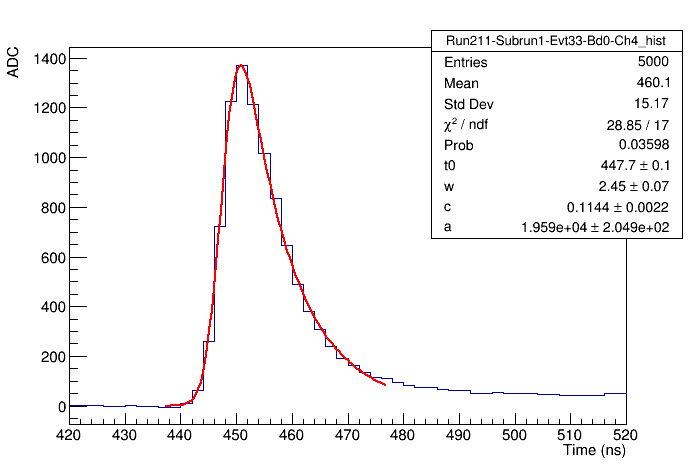 Run211-Subrun1-Evt33-Bd0-Ch4_hist
Entries 5000
Mean 460.1
Std Dev 15.17
χ² / ndf 28.85 / 17
Prob 0.03598
t0 447.7 ± 0.1
w 2.45 ± 0.07
c 0.1144 ± 0.0022
a 1.959e+04 ± 2.049e+02
ADC
1400
1200
1000
800
600
400
200
0
420 430 440 450 460 470 480 490 500 510 520
Time (ns)